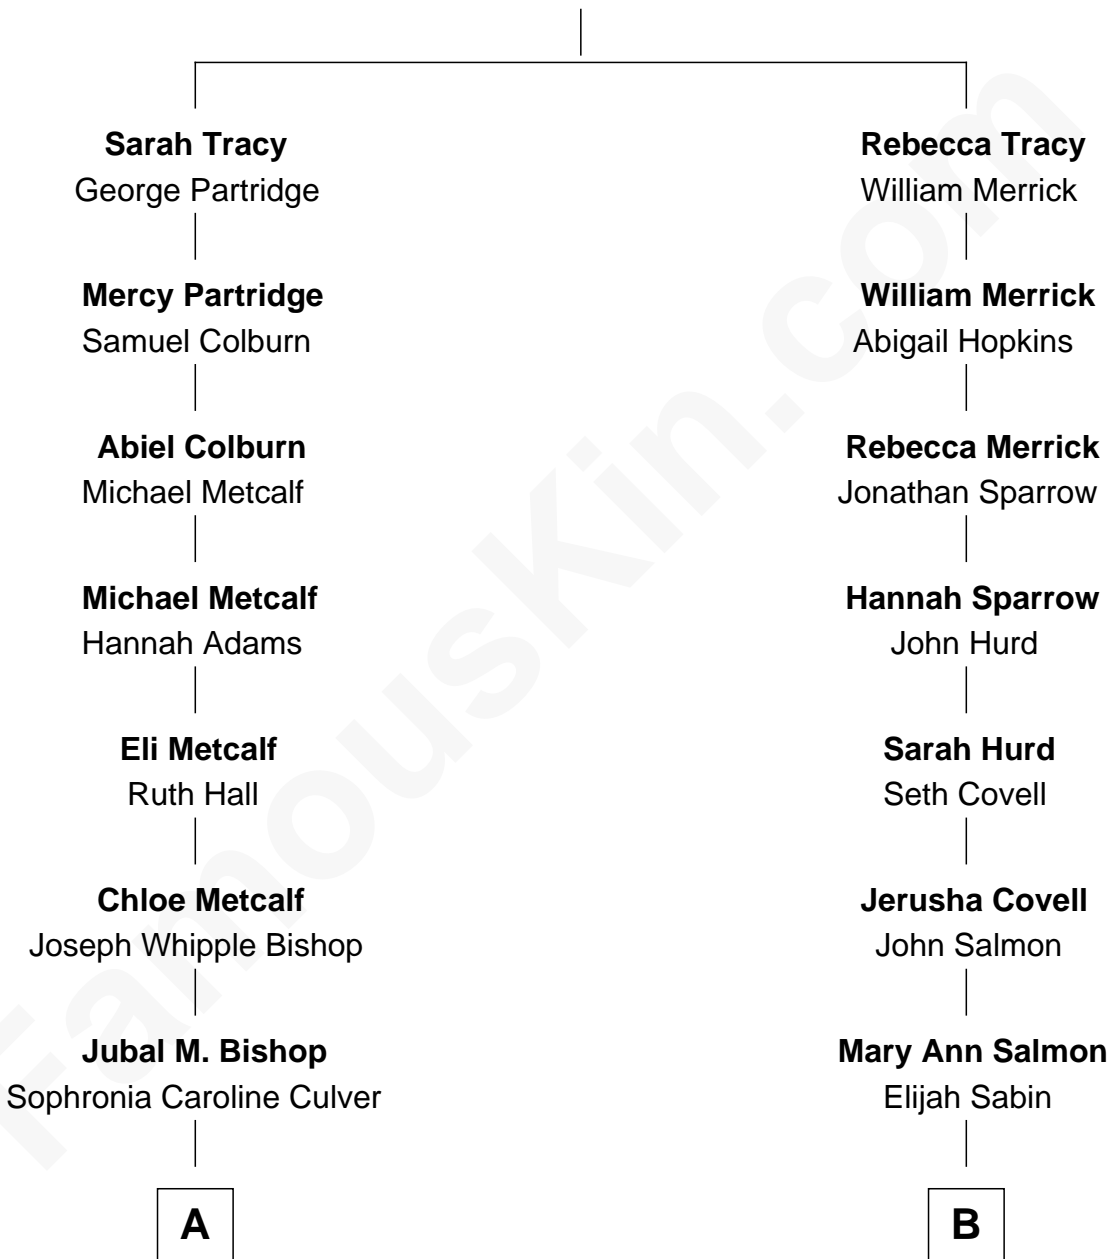 Sarah Tracy
George Partridge
Mercy Partridge
Samuel Colburn
Abiel Colburn
Michael Metcalf
Michael Metcalf
Hannah Adams
Eli Metcalf
Ruth Hall
Chloe Metcalf
Joseph Whipple Bishop
Jubal M. Bishop
Sophronia Caroline Culver
A
Rebecca Tracy
William Merrick
William Merrick
Abigail Hopkins
Rebecca Merrick
Jonathan Sparrow
Hannah Sparrow
John Hurd
Sarah Hurd
Seth Covell
Jerusha Covell
John Salmon
Mary Ann Salmon
Elijah Sabin
B
FamousKin.com